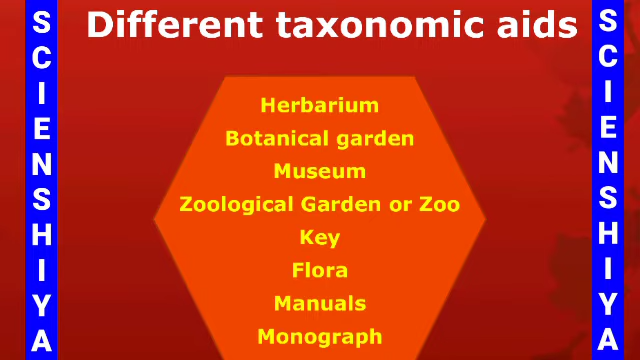 Different taxonomic aids
SCIENSHIYA
Herbarium
Botanical garden
Museum
Zoological Garden or Zoo
Key
Flora
Manuals
Monograph
SCIENSHIYA